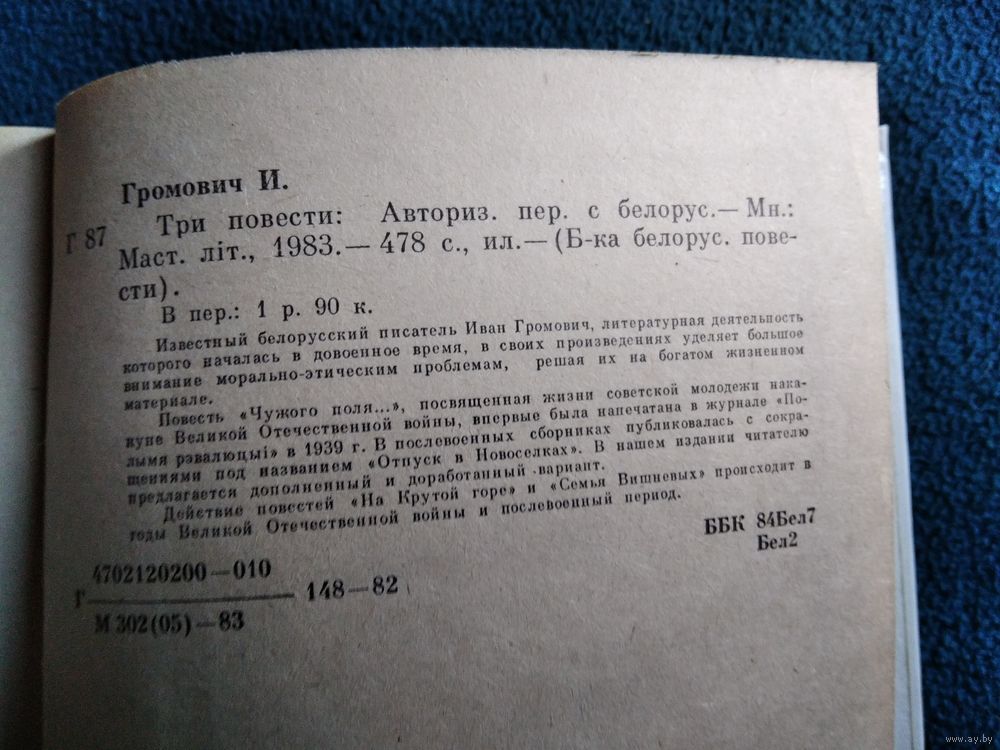 Громович И.
Г 87
Три повести: Авториз. пер. с белорус.— Мн.:
Маст. літ., 1983.— 478 с., ил.— (Б-ка белорус. пове-
сти).
В пер.: 1 р. 90 к.
Известный белорусский писатель Иван Громович, литературная деятельность
которого началась в довоенное время, в своих произведениях уделяет большое
внимание морально-этическим проблемам, решая их на богатом жизненном
материале.
Повесть «Чужого поля...», посвященная жизни советской молодежи нака-
нуне Великой Отечественной войны, впервые была напечатана в журнале «По-
лымя рэвалюцыі» в 1939 г. В послевоенных сборниках публиковалась с сокра-
щениями под названием «Отпуск в Новоселках». В нашем издании читателю
предлагается дополненный и доработанный вариант.
Действие повестей «На Крутой горе» и «Семья Вишневых» происходит в
годы Великой Отечественной войны и послевоенный период.
ББК 84Бел7
Бел2
4702120200—010
Г 148—82
М 302(05)—83
www.ay.by